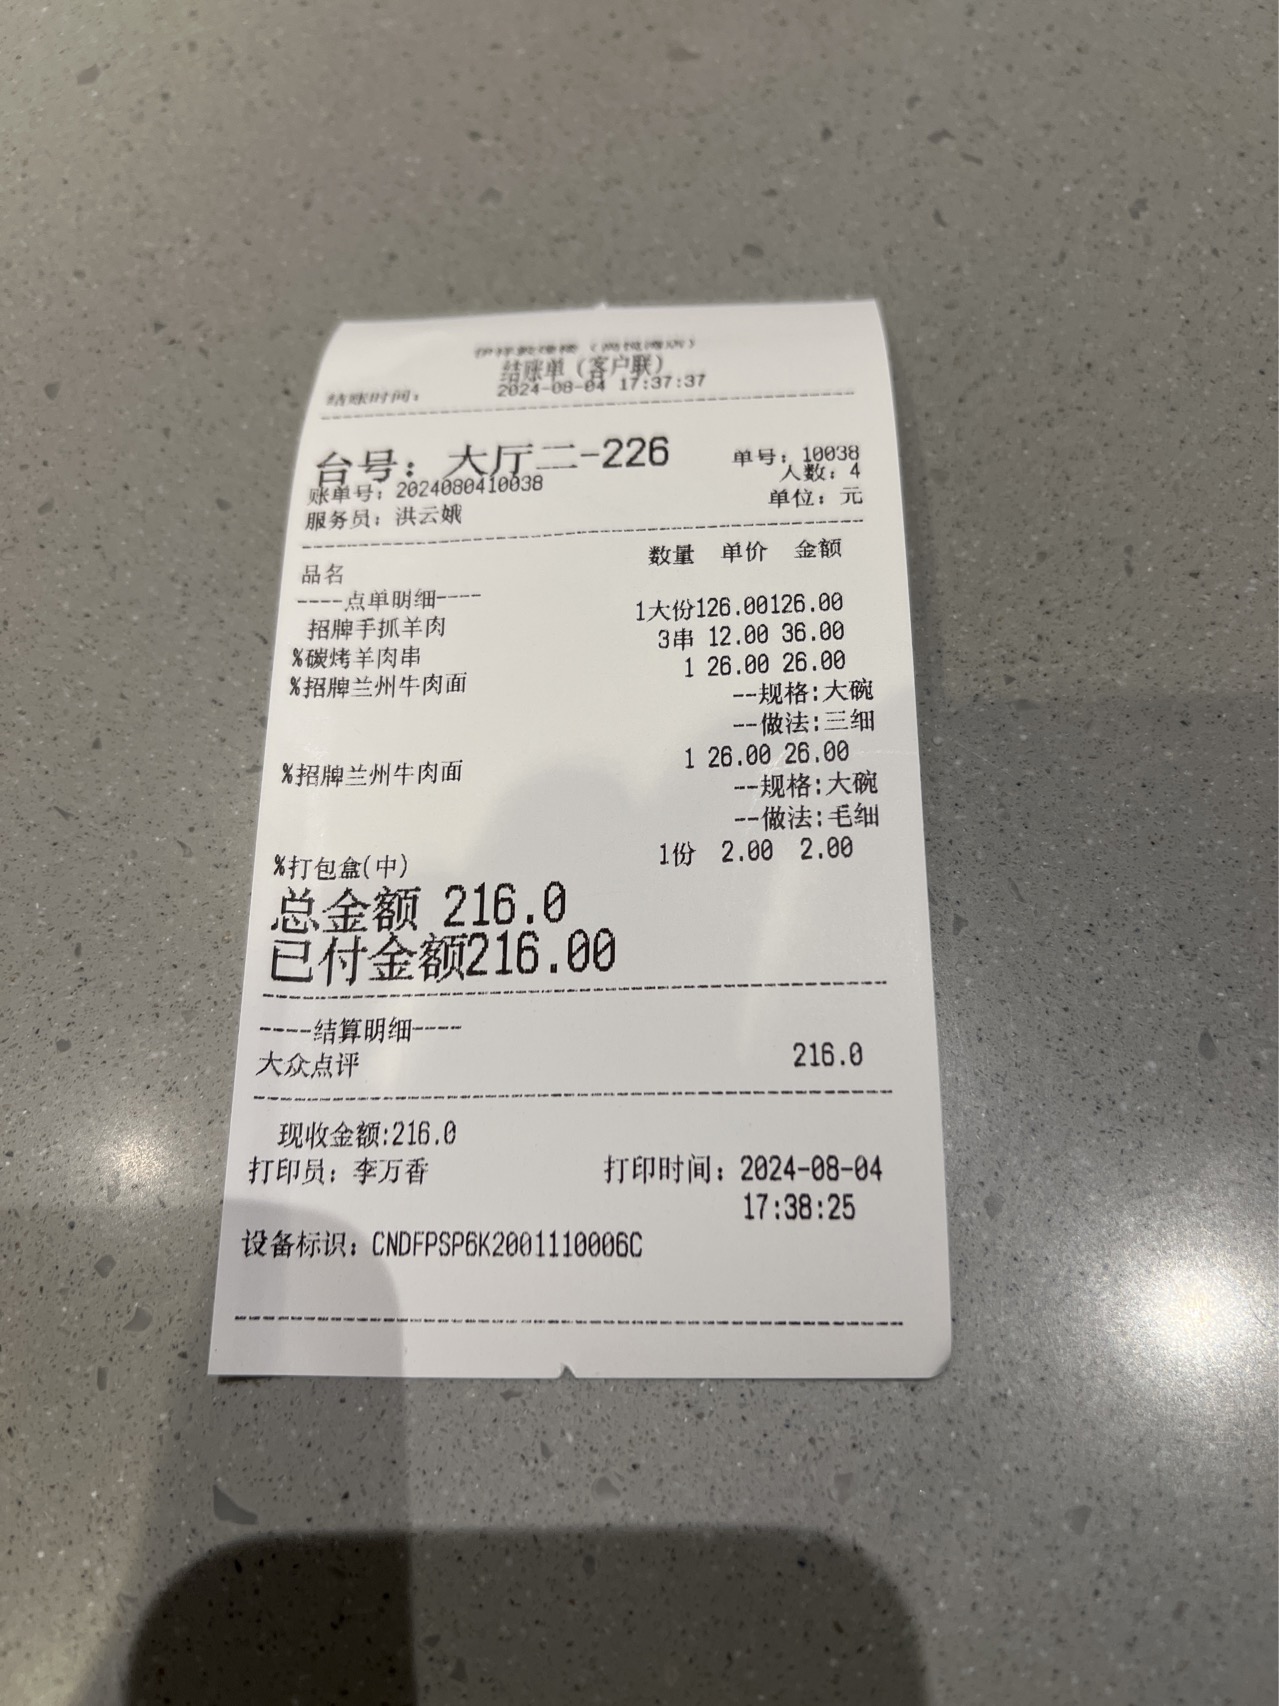 伊祥敦煌楼（尚悦湾店）
结账单（客户联）
结账时间： 2024-08-04 17:37:37
台号：大厅二-226 单号：10038
账单号：2024080410038 人数：4
服务员：洪云娥 单位：元
品名 数量 单价 金额
----点单明细----
招牌手抓羊肉 1大份126.00126.00
%碳烤羊肉串 3串 12.00 36.00
%招牌兰州牛肉面 1 26.00 26.00
--规格:大碗
--做法:三细
%招牌兰州牛肉面 1 26.00 26.00
--规格:大碗
--做法:毛细
%打包盒(中) 1份 2.00 2.00
总金额 216.0
已付金额216.00
----结算明细----
大众点评 216.0
现收金额:216.0
打印员：李万香 打印时间：2024-08-04
17:38:25
设备标识：CNDFPSP6K2001110006C